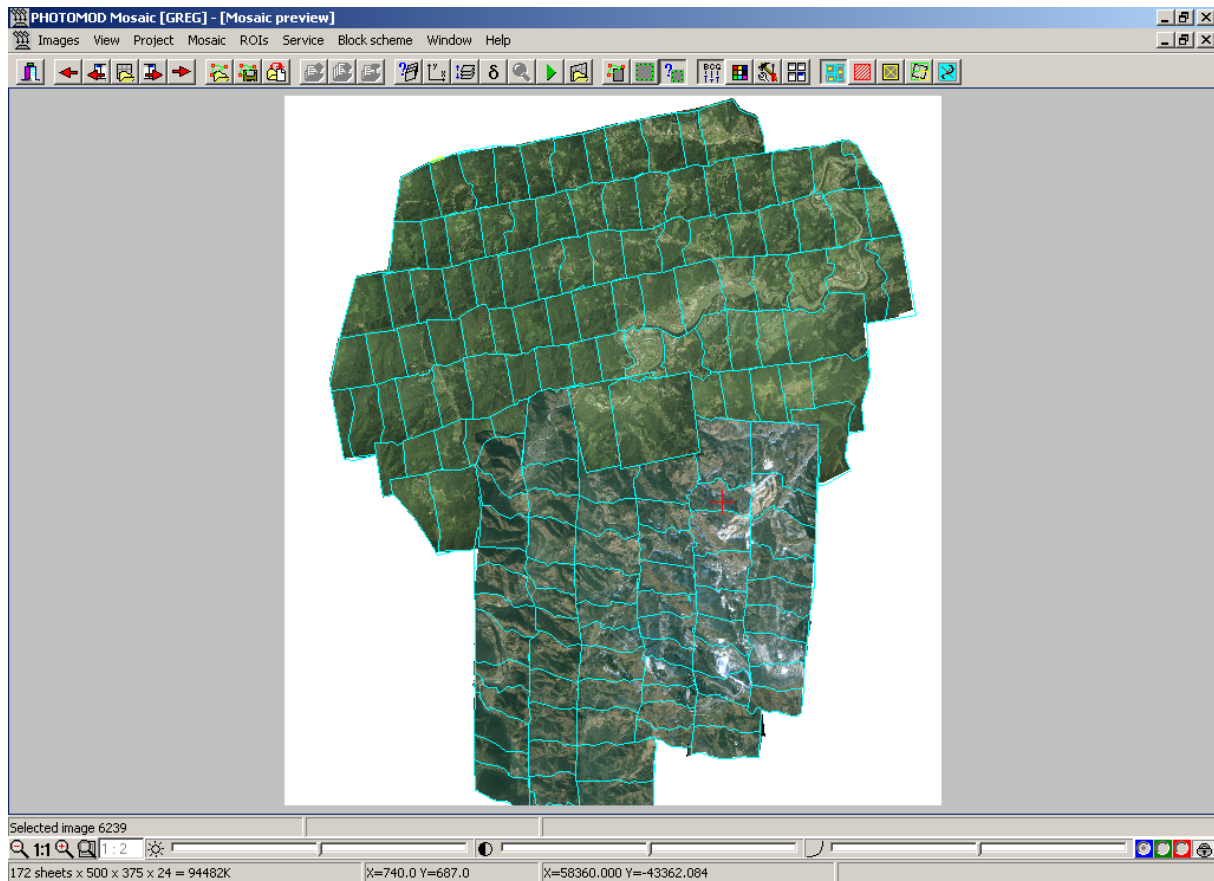 PHOTOMOD Mosaic [GREG] - [Mosaic preview]
Images View Project Mosaic ROIs Service Block scheme Window Help
? y x δ ? BCG
Selected image 6239
1:1 1 : 2
172 sheets x 500 x 375 x 24 = 94482K X=740.0 Y=687.0 X=58360.000 Y=-43362.084